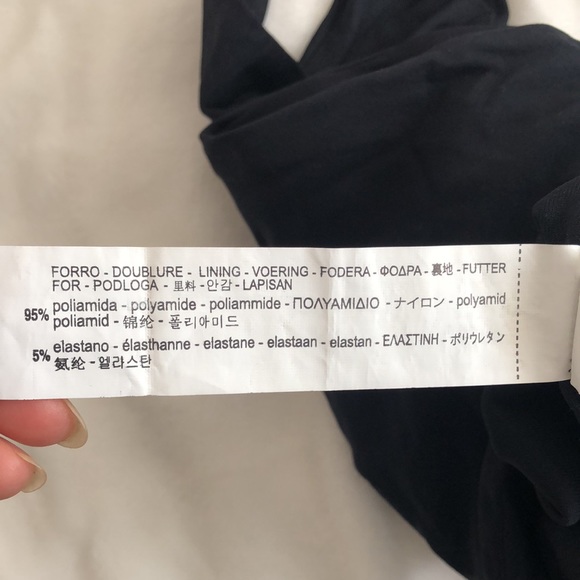 FORRO - DOUBLURE - LINING - VOERING - FODERA - ΦΟΔΡΑ - 裏地 - FUTTER
FOR - PODLOGA - 里料 - 안감 - LAPISAN
95% poliamida - polyamide - poliammide - ΠΟΛΥΑΜΙΔΙΟ - ナイロン - polyamid
poliamid - 锦纶 - 폴리아미드
5% elastano - élasthanne - elastane - elastaan - elastan - ΕΛΑΣΤΙΝΗ - ポリウレタン
氨纶 - 엘라스탄